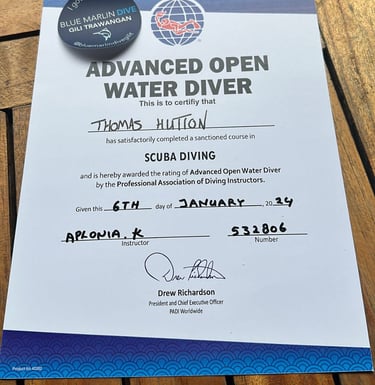 BLUE MARLIN DIVE
GILI TRAWANGAN
@bluemarlindivegt
ADVANCED OPEN
WATER DIVER
This is to certifiy that
THOMAS HUTTON
has satisfactorily completed a sanctioned course in
SCUBA DIVING
and is hereby awarded the rating of Advanced Open Water Diver
by the Professional Association of Diving Instructors.
Given this 6TH day of JANUARY, 2024
APLONIA. K 532806
Instructor Number
Drew Richardson
President and Chief Executive Officer
PADI Worldwide